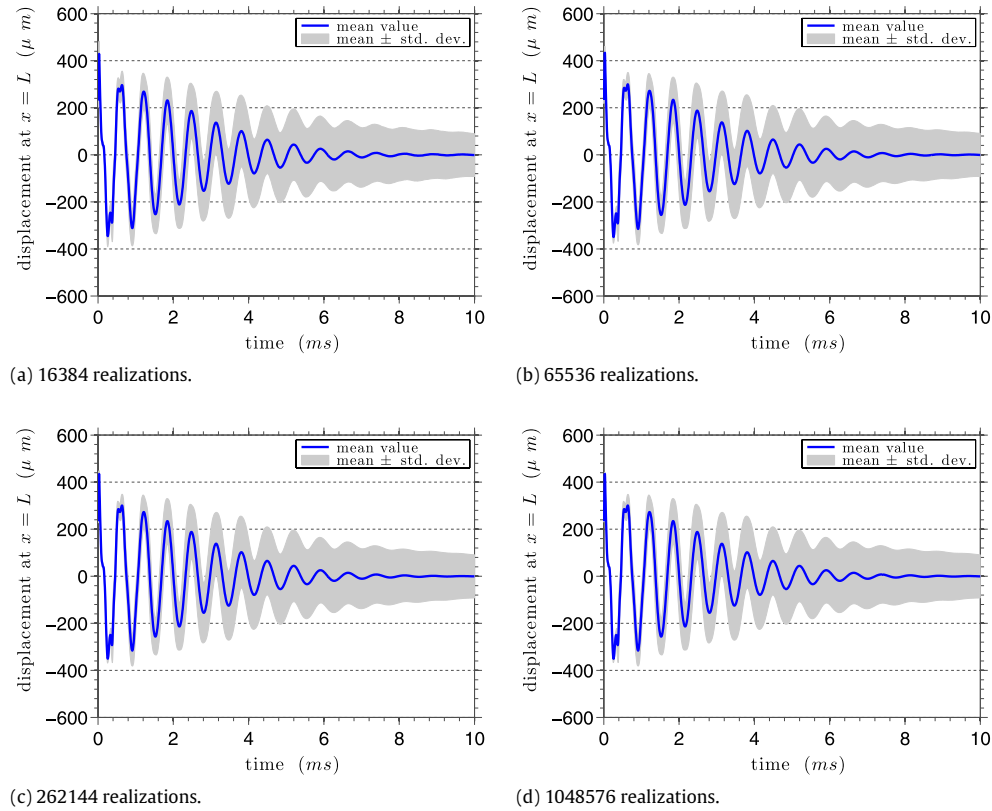 600
400
200
0
−200
−400
−600
displacement at x = L (μ m)
mean value
mean ± std. dev.
0 2 4 6 8 10
time (ms)
(a) 16384 realizations.
600
400
200
0
−200
−400
−600
displacement at x = L (μ m)
mean value
mean ± std. dev.
0 2 4 6 8 10
time (ms)
(b) 65536 realizations.
600
400
200
0
−200
−400
−600
displacement at x = L (μ m)
mean value
mean ± std. dev.
0 2 4 6 8 10
time (ms)
(c) 262144 realizations.
600
400
200
0
−200
−400
−600
displacement at x = L (μ m)
mean value
mean ± std. dev.
0 2 4 6 8 10
time (ms)
(d) 1048576 realizations.